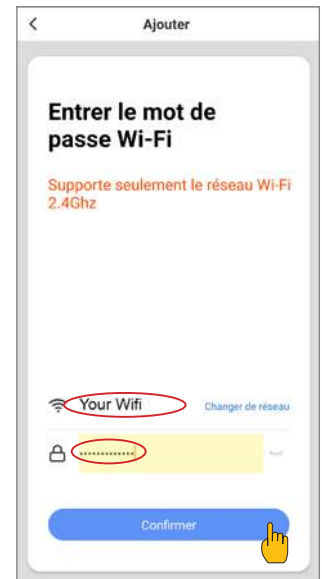 Ajouter
Entrer le mot de
passe Wi-Fi
Supporte seulement le réseau Wi-Fi
2.4Ghz
Your Wifi Changer de réseau
•••••••••••••
Confirmer